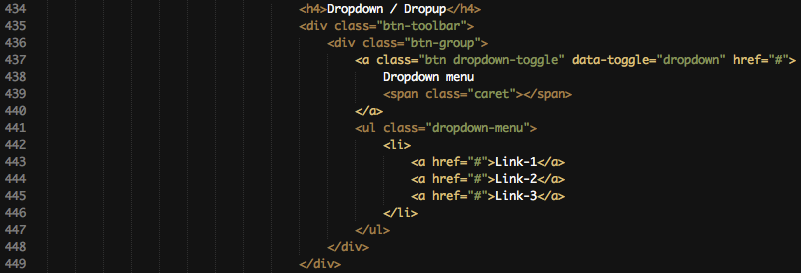 434 <h4>Dropdown / Dropup</h4>
435 <div class="btn-toolbar">
436 <div class="btn-group">
437 <a class="btn dropdown-toggle" data-toggle="dropdown" href="#">
438 Dropdown menu
439 <span class="caret"></span>
440 </a>
441 <ul class="dropdown-menu">
442 <li>
443 <a href="#">Link-1</a>
444 <a href="#">Link-2</a>
445 <a href="#">Link-3</a>
446 </li>
447 </ul>
448 </div>
449 </div>